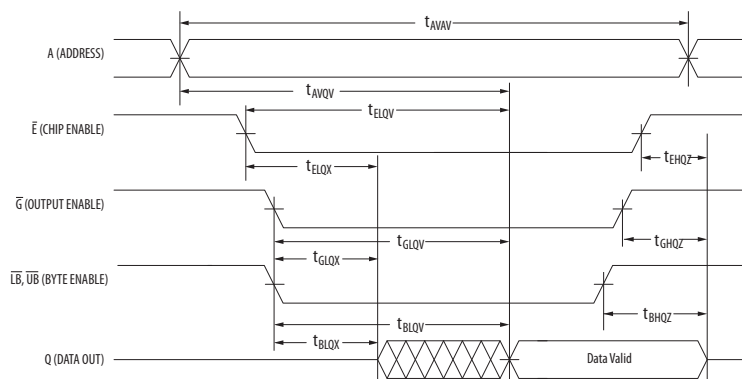 tAVAV
A (ADDRESS)
tAVQV
tELQV
E̅ (CHIP ENABLE)
tELQX
tEHQZ
G̅ (OUTPUT ENABLE)
tGLQV
tGHQZ
tGLQX
L̅B̅, U̅B̅ (BYTE ENABLE)
tBHQZ
tBLQV
tBLQX
Q (DATA OUT)
Data Valid